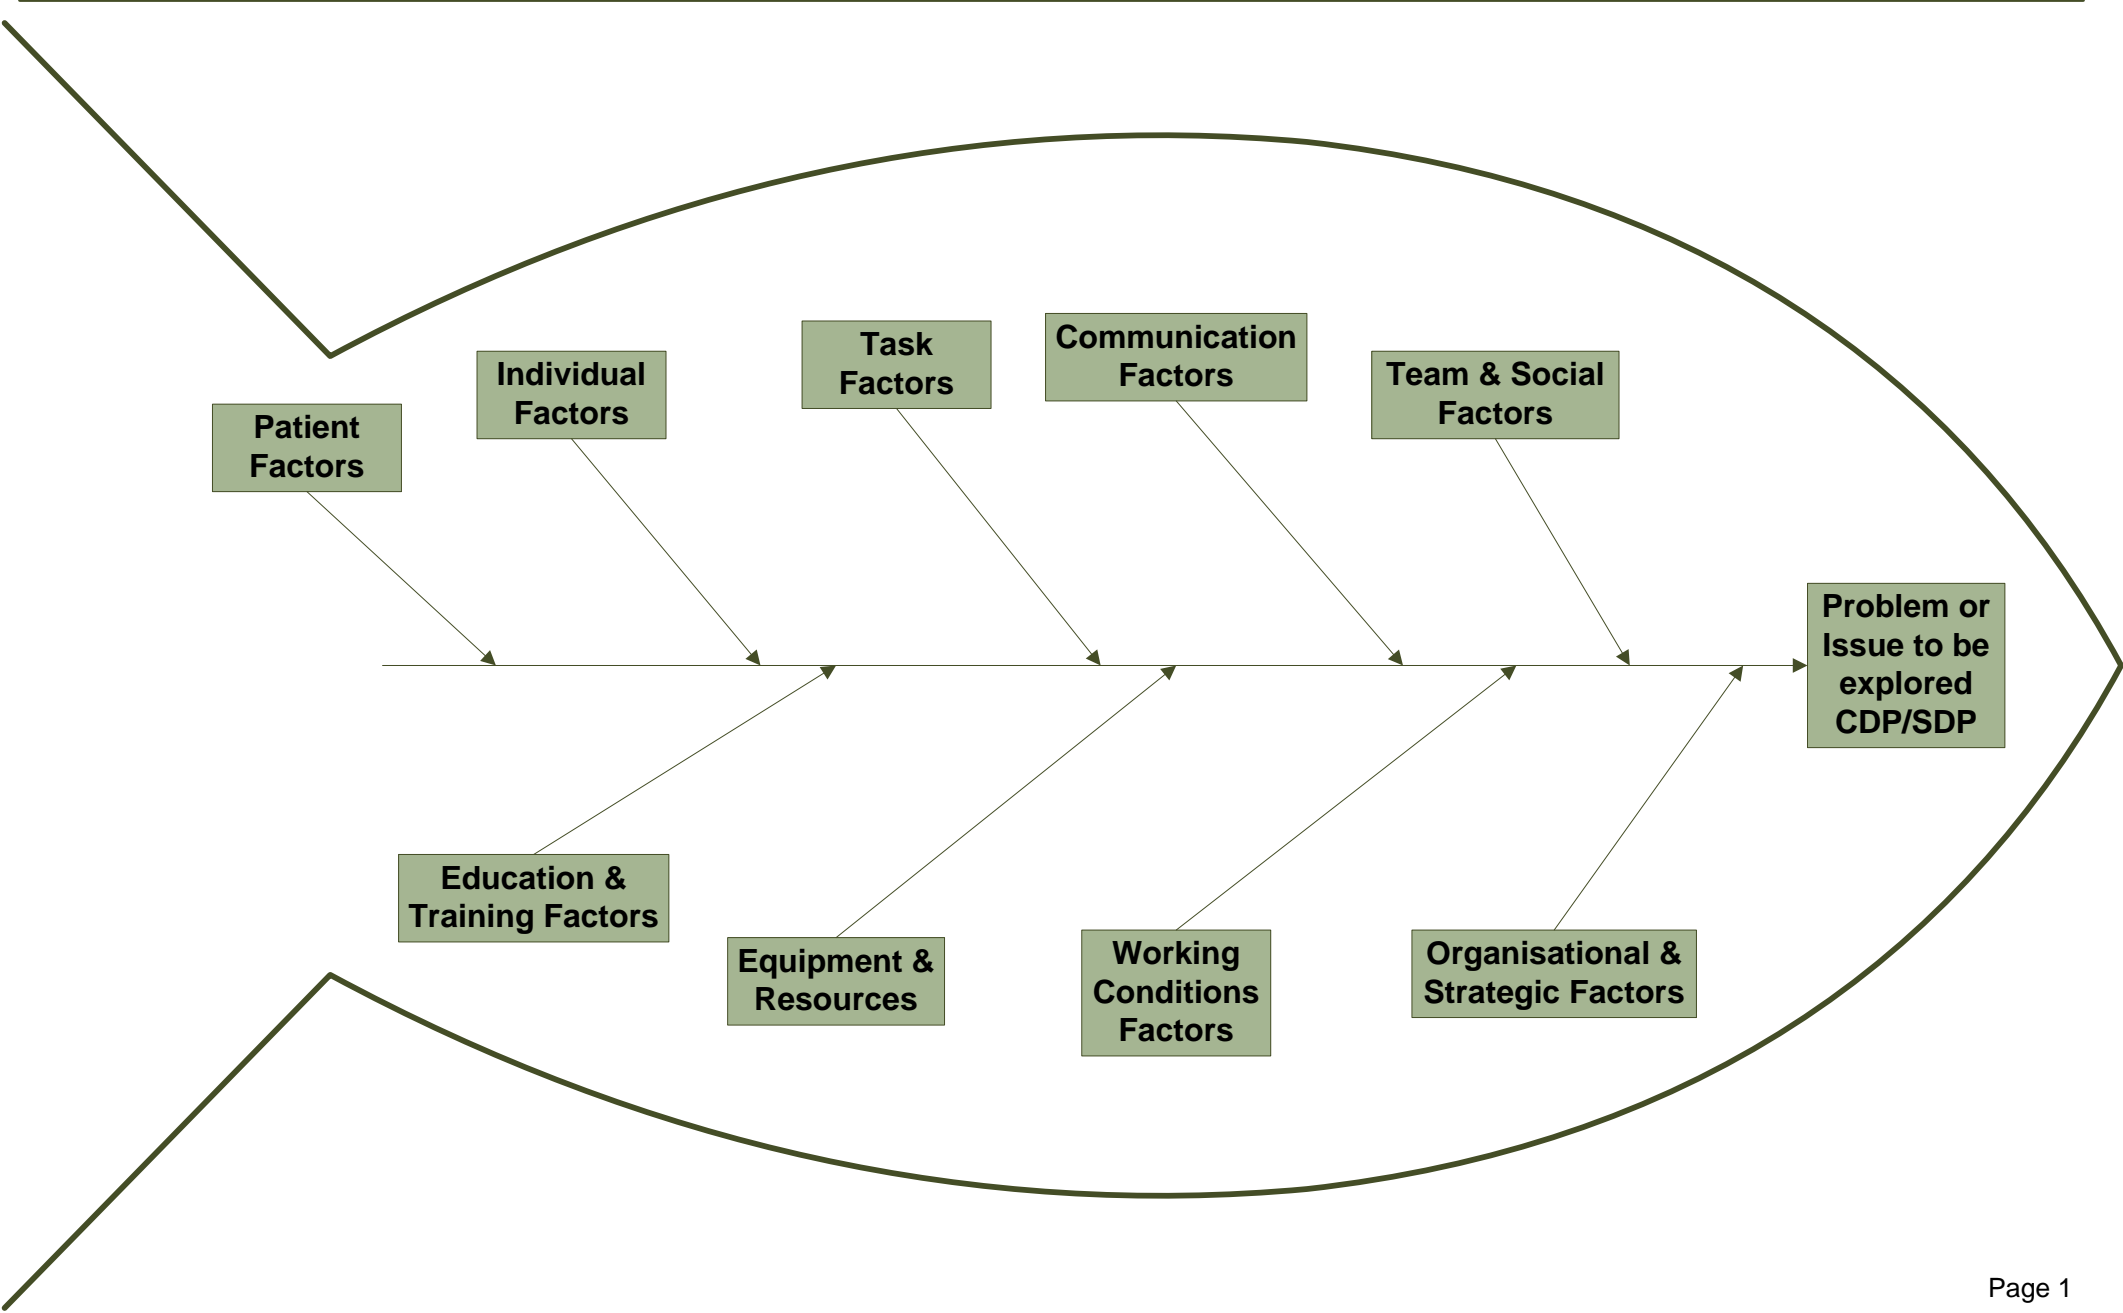 Patient
Factors
Individual
Factors
Task
Factors
Communication
Factors
Team & Social
Factors
Problem or
Issue to be
explored
CDP/SDP
Education &
Training Factors
Equipment &
Resources
Working
Conditions
Factors
Organisational &
Strategic Factors
Page 1